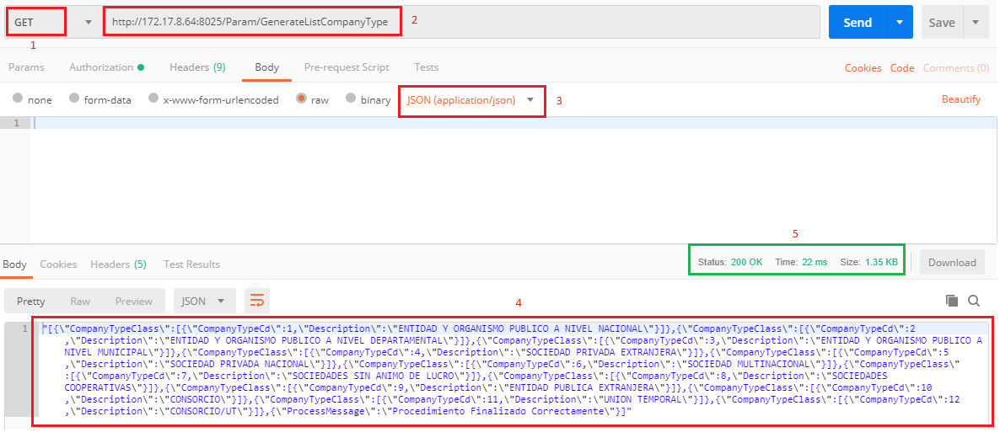 GET
http://172.17.8.64:8025/Param/GenerateListCompanyType
2
Send
Save
1
Params
Authorization
Headers (9)
Body
Pre-request Script
Tests
Cookies
Code
Comments (0)
none
form-data
x-www-form-urlencoded
raw
binary
JSON (application/json)
3
Beautify
1
5
Body
Cookies
Headers (5)
Test Results
Status: 200 OK
Time: 22 ms
Size: 1.35 KB
Download
Pretty
Raw
Preview
JSON
4
1
"[{\"CompanyTypeClass\":[{\"CompanyTypeCd\":1,\"Description\":\"ENTIDAD Y ORGANISMO PUBLICO A NIVEL NACIONAL\"}]},{\"CompanyTypeClass\":[{\"CompanyTypeCd\":2
,\"Description\":\"ENTIDAD Y ORGANISMO PUBLICO A NIVEL DEPARTAMENTAL\"}]},{\"CompanyTypeClass\":[{\"CompanyTypeCd\":3,\"Description\":\"ENTIDAD Y ORGANISMO PUBLICO A
NIVEL MUNICIPAL\"}]},{\"CompanyTypeClass\":[{\"CompanyTypeCd\":4,\"Description\":\"SOCIEDAD PRIVADA EXTRANJERA\"}]},{\"CompanyTypeClass\":[{\"CompanyTypeCd\":5
,\"Description\":\"SOCIEDAD PRIVADA NACIONAL\"}]},{\"CompanyTypeClass\":[{\"CompanyTypeCd\":6,\"Description\":\"SOCIEDAD MULTINACIONAL\"}]},{\"CompanyTypeClass\"
:[{\"CompanyTypeCd\":7,\"Description\":\"SOCIEDADES SIN ANIMO DE LUCRO\"}]},{\"CompanyTypeClass\":[{\"CompanyTypeCd\":8,\"Description\":\"SOCIEDADES
COOPERATIVAS\"}]},{\"CompanyTypeClass\":[{\"CompanyTypeCd\":9,\"Description\":\"ENTIDAD PUBLICA EXTRANJERA\"}]},{\"CompanyTypeClass\":[{\"CompanyTypeCd\":10
,\"Description\":\"CONSORCIO\"}]},{\"CompanyTypeClass\":[{\"CompanyTypeCd\":11,\"Description\":\"UNION TEMPORAL\"}]},{\"CompanyTypeClass\":[{\"CompanyTypeCd\":12
,\"Description\":\"CONSORCIO/UT\"}]},{\"ProcessMessage\":\"Procedimiento Finalizado Correctamente\"}]"